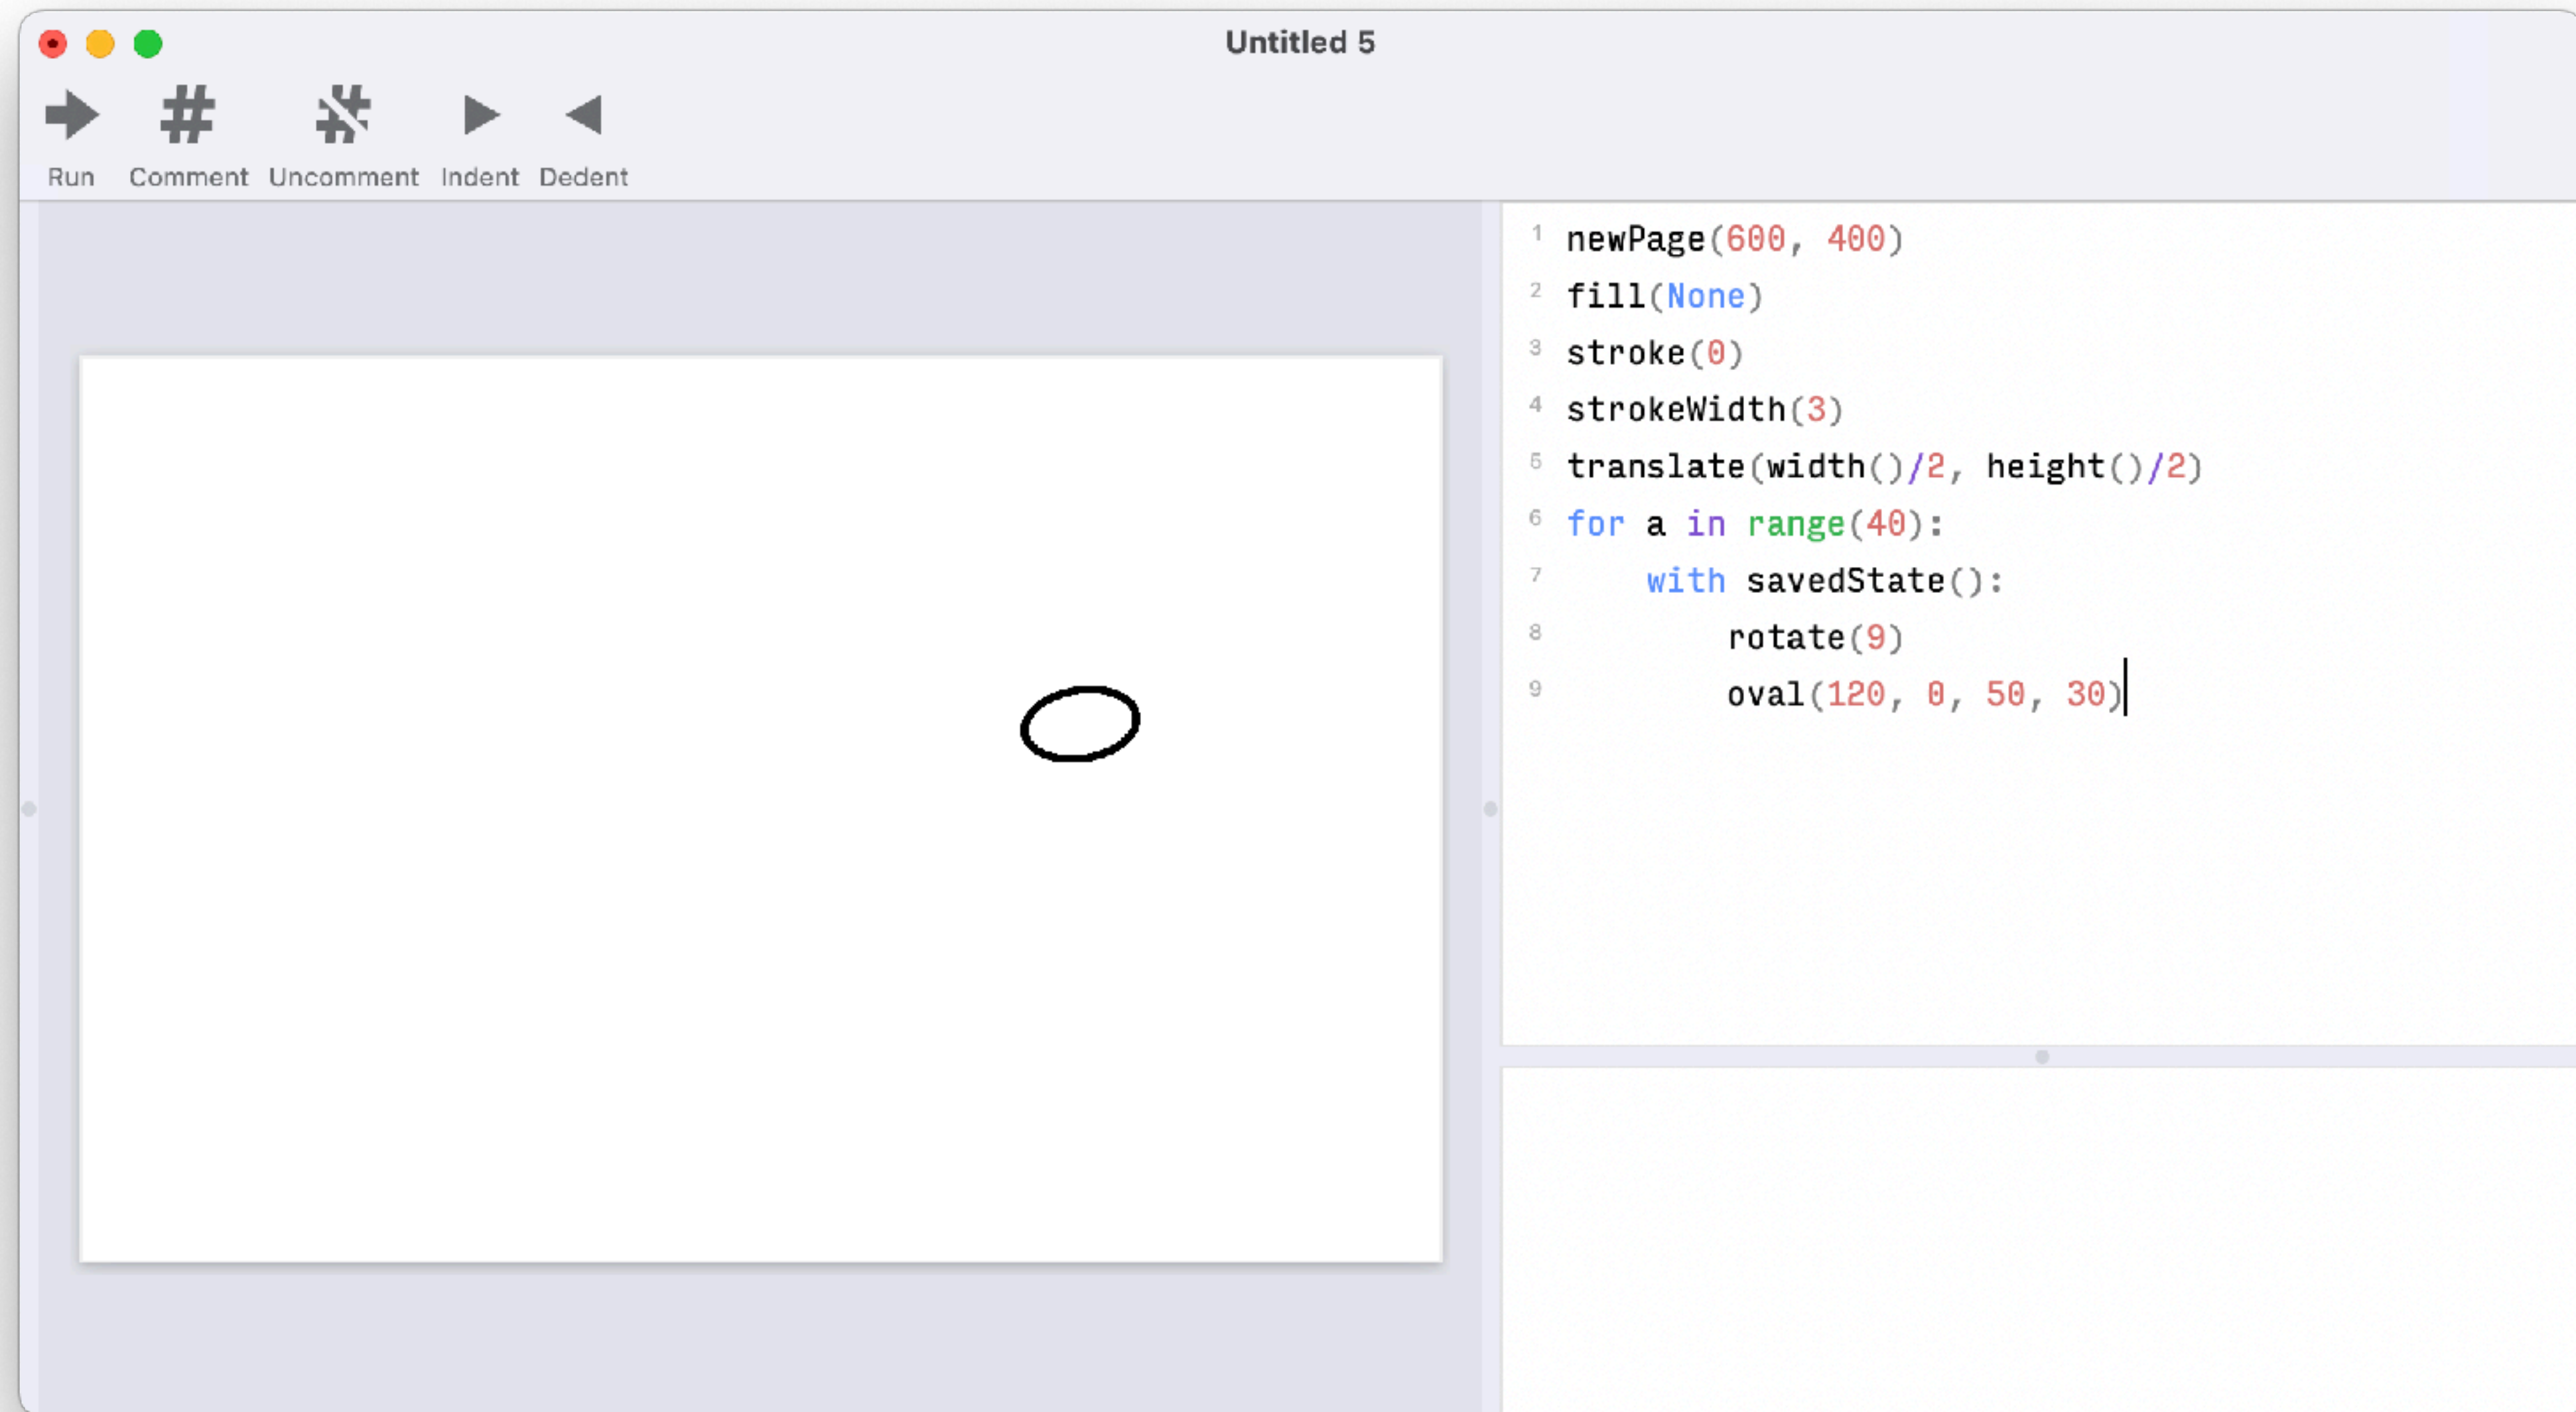 Untitled 5
Run Comment Uncomment Indent Dedent
1 newPage(600, 400)
2 fill(None)
3 stroke(0)
4 strokeWidth(3)
5 translate(width()/2, height()/2)
6 for a in range(40):
7     with savedState():
8         rotate(9)
9         oval(120, 0, 50, 30)